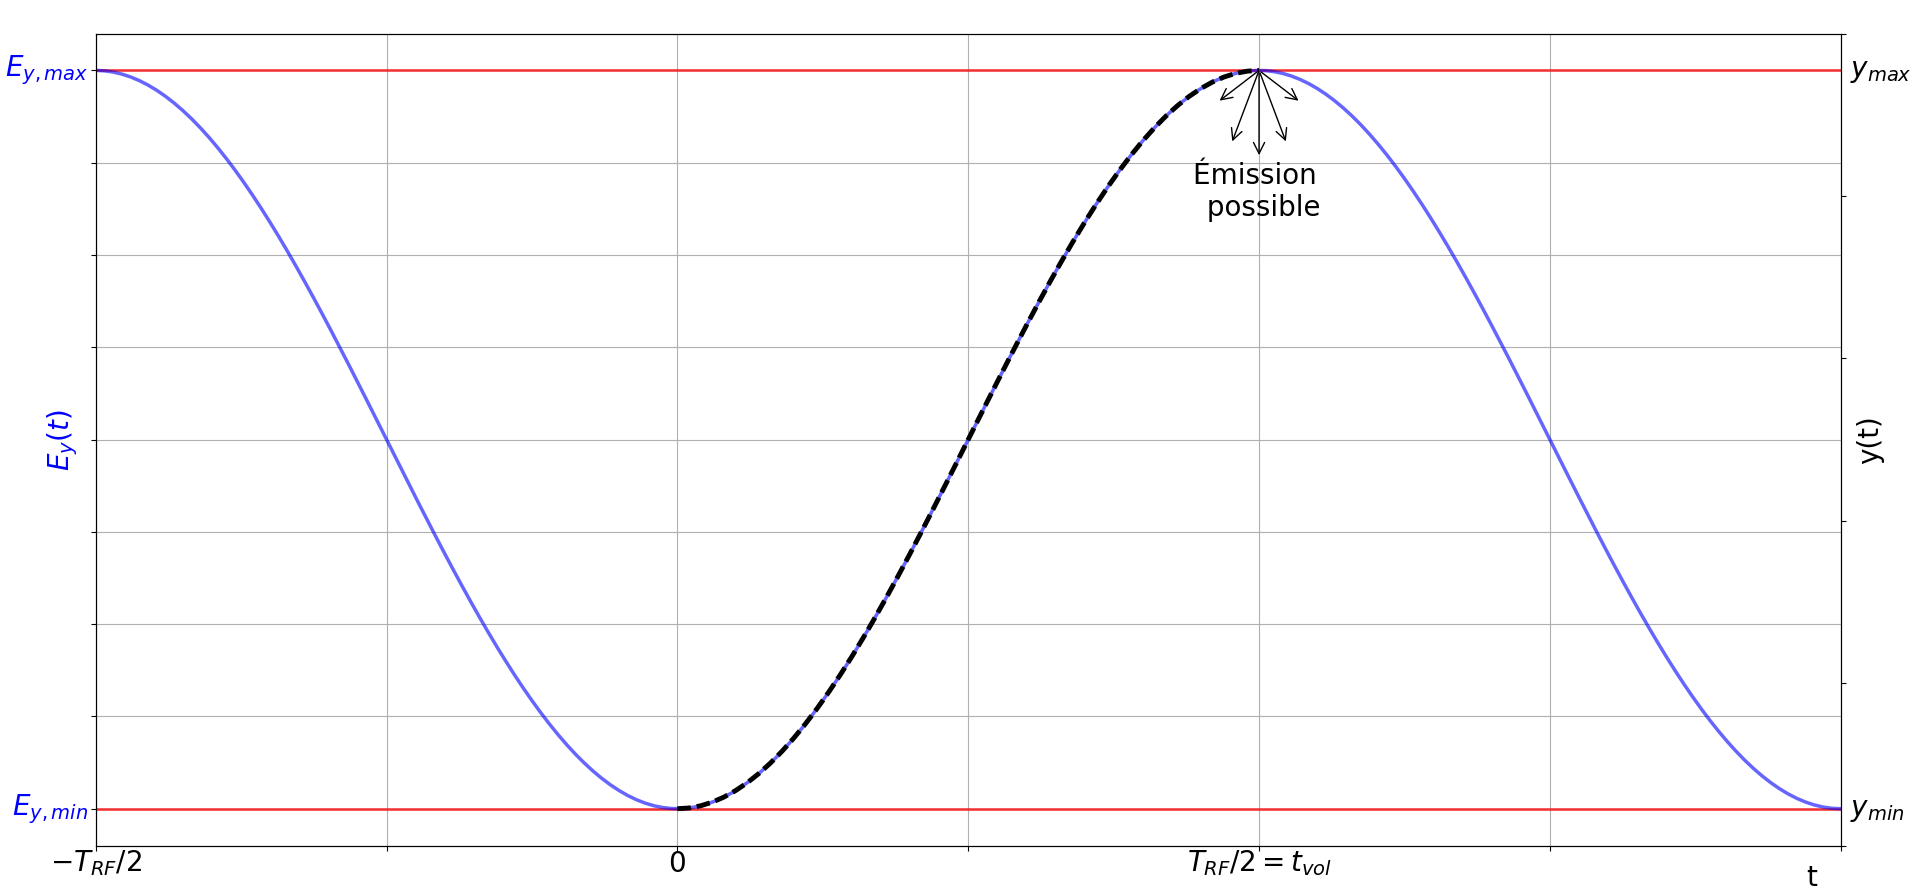 E_{y,max}
y_{max}
Émission
possible
E_y(t)
y(t)
E_{y,min}
y_{min}
−T_{RF}/2
0
T_{RF}/2 = t_{vol}
t